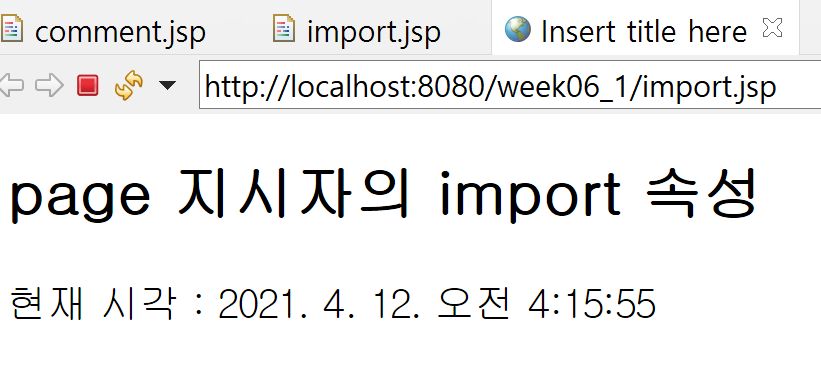 comment.jsp import.jsp Insert title here
http://localhost:8080/week06_1/import.jsp
page 지시자의 import 속성
현재 시각 : 2021. 4. 12. 오전 4:15:55